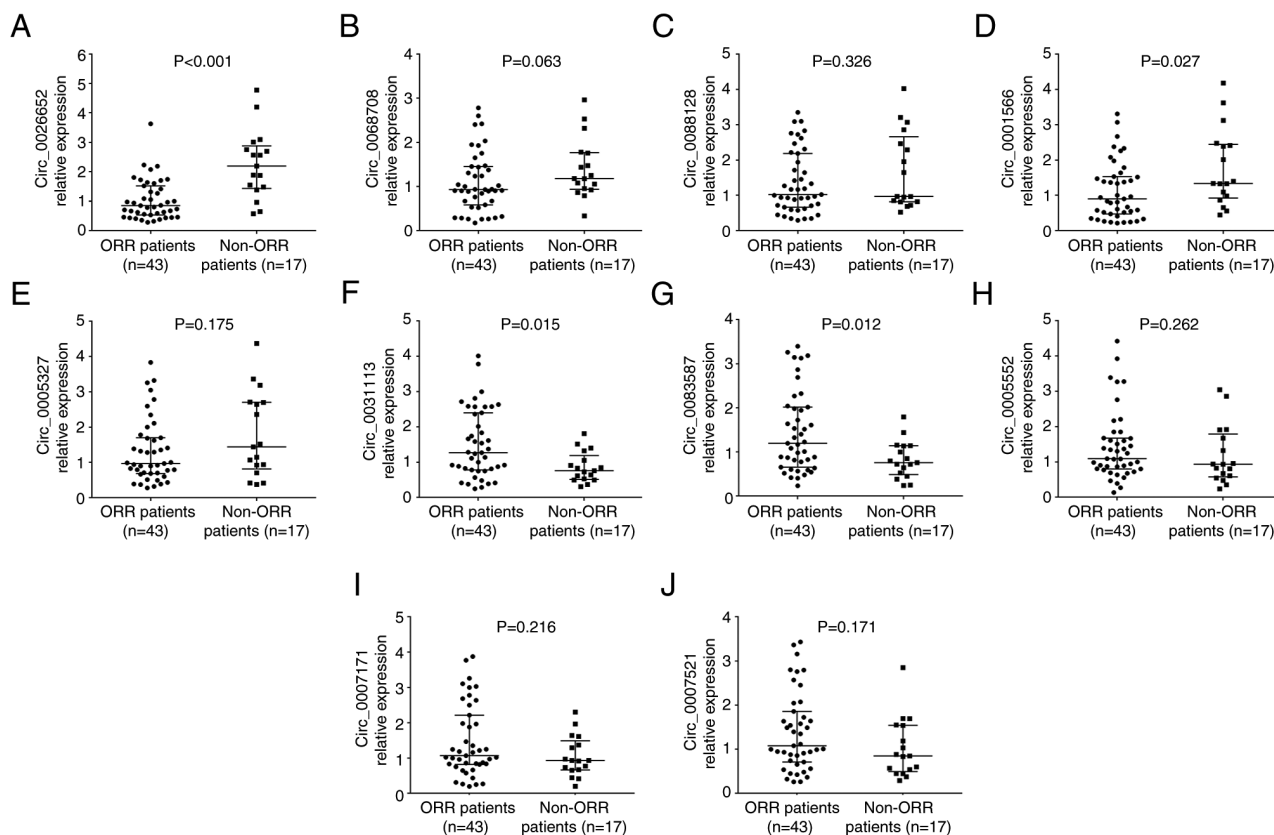 A
Circ_0026652
relative expression
6
5
4
3
2
1
0
P<0.001
ORR patients
(n=43)
Non-ORR
patients (n=17)
B
Circ_0068708
relative expression
4
3
2
1
0
P=0.063
ORR patients
(n=43)
Non-ORR
patients (n=17)
C
Circ_0088128
relative expression
5
4
3
2
1
0
P=0.326
ORR patients
(n=43)
Non-ORR
patients (n=17)
D
Circ_0001566
relative expression
5
4
3
2
1
0
P=0.027
ORR patients
(n=43)
Non-ORR
patients (n=17)
E
Circ_0005327
relative expression
5
4
3
2
1
0
P=0.175
ORR patients
(n=43)
Non-ORR
patients (n=17)
F
Circ_0031113
relative expression
5
4
3
2
1
0
P=0.015
ORR patients
(n=43)
Non-ORR
patients (n=17)
G
Circ_0083587
relative expression
4
3
2
1
0
P=0.012
ORR patients
(n=43)
Non-ORR
patients (n=17)
H
Circ_0005552
relative expression
5
4
3
2
1
0
P=0.262
ORR patients
(n=43)
Non-ORR
patients (n=17)
I
Circ_0007171
relative expression
5
4
3
2
1
0
P=0.216
ORR patients
(n=43)
Non-ORR
patients (n=17)
J
Circ_0007521
relative expression
4
3
2
1
0
P=0.171
ORR patients
(n=43)
Non-ORR
patients (n=17)